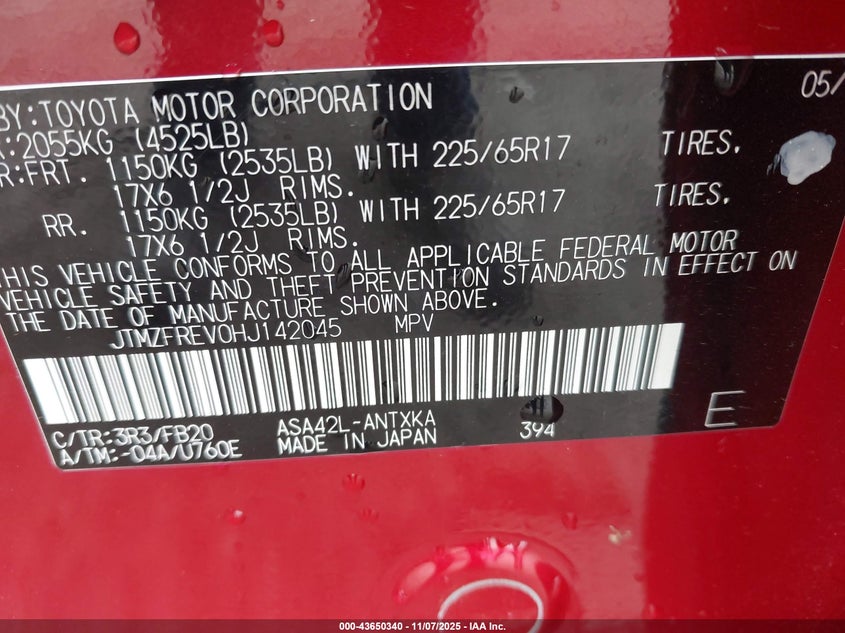 BY:TOYOTA MOTOR CORPORATION 05/
:2055KG (4525LB)
R:FRT. 1150KG (2535LB) WITH 225/65R17 TIRES.
17X6 1/2J RIMS.
RR. 1150KG (2535LB) WITH 225/65R17 TIRES.
17X6 1/2J RIMS.
THIS VEHICLE CONFORMS TO ALL APPLICABLE FEDERAL MOTOR
VEHICLE SAFETY AND THEFT PREVENTION STANDARDS IN EFFECT ON
THE DATE OF MANUFACTURE SHOWN ABOVE.
JTMZFREV0HJ142045 MPV
C/TR:3R3/FB20 ASA42L-ANTXKA 394 E
A/TM:-04A/U760E MADE IN JAPAN
000-43650340 - 11/07/2025 - IAA Inc.